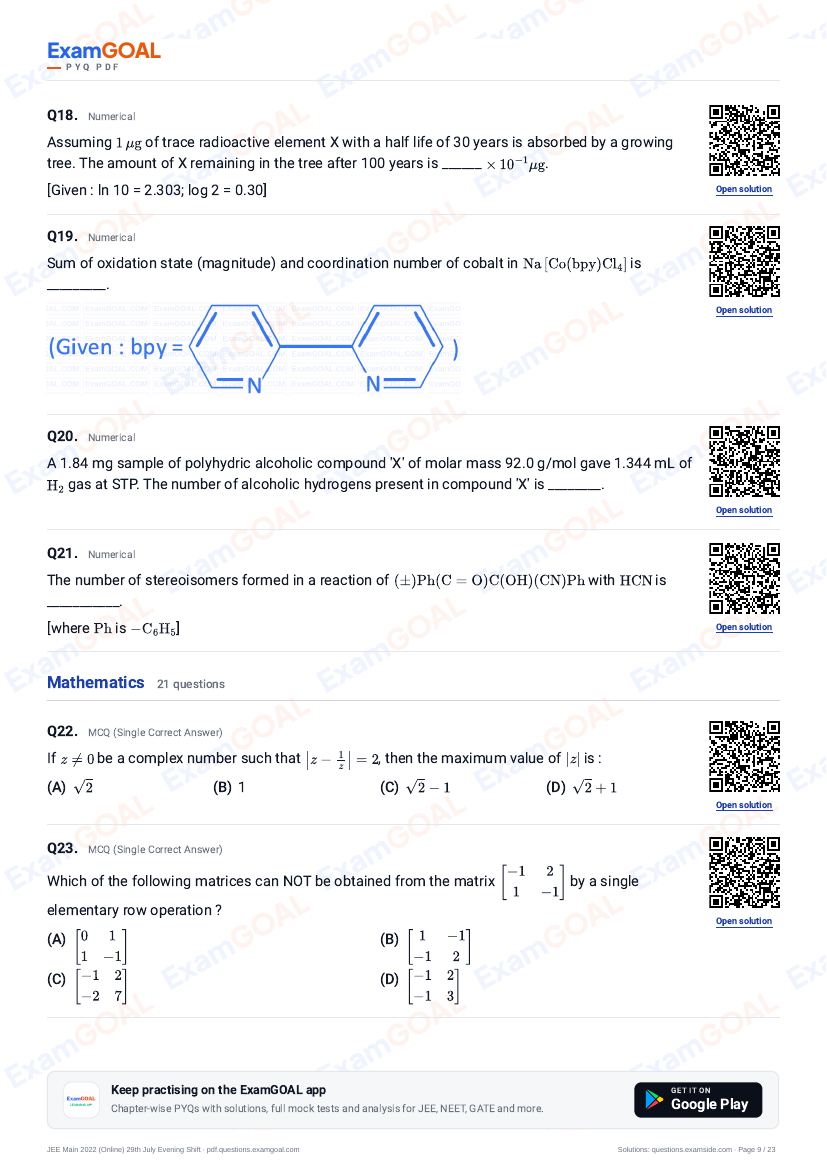 ExamGOAL
PYQ PDF
Q18. Numerical
Assuming 1 μg of trace radioactive element X with a half life of 30 years is absorbed by a growing
tree. The amount of X remaining in the tree after 100 years is ______ × 10⁻¹μg.
[Given : ln 10 = 2.303; log 2 = 0.30]
Open solution
Q19. Numerical
Sum of oxidation state (magnitude) and coordination number of cobalt in Na [Co(bpy)Cl₄] is
_________.
Open solution
(Given : bpy = N N )
Q20. Numerical
A 1.84 mg sample of polyhydric alcoholic compound 'X' of molar mass 92.0 g/mol gave 1.344 mL of
H₂ gas at STP. The number of alcoholic hydrogens present in compound 'X' is ________.
Open solution
Q21. Numerical
The number of stereoisomers formed in a reaction of (±)Ph(C = O)C(OH)(CN)Ph with HCN is
___________.
[where Ph is −C₆H₅]
Open solution
Mathematics 21 questions
Q22. MCQ (Single Correct Answer)
If z ≠ 0 be a complex number such that |z − 1/z| = 2, then the maximum value of |z| is :
(A) √2 (B) 1 (C) √2 − 1 (D) √2 + 1
Open solution
Q23. MCQ (Single Correct Answer)
Which of the following matrices can NOT be obtained from the matrix [−1 2; 1 −1] by a single
elementary row operation ?
Open solution
(A) [0 1; 1 −1] (B) [1 −1; −1 2]
(C) [−1 2; −2 7] (D) [−1 2; −1 3]
Keep practising on the ExamGOAL app
Chapter-wise PYQs with solutions, full mock tests and analysis for JEE, NEET, GATE and more.
GET IT ON
Google Play
JEE Main 2022 (Online) 29th July Evening Shift · pdf.questions.examgoal.com
Solutions: questions.examside.com · Page 9 / 23